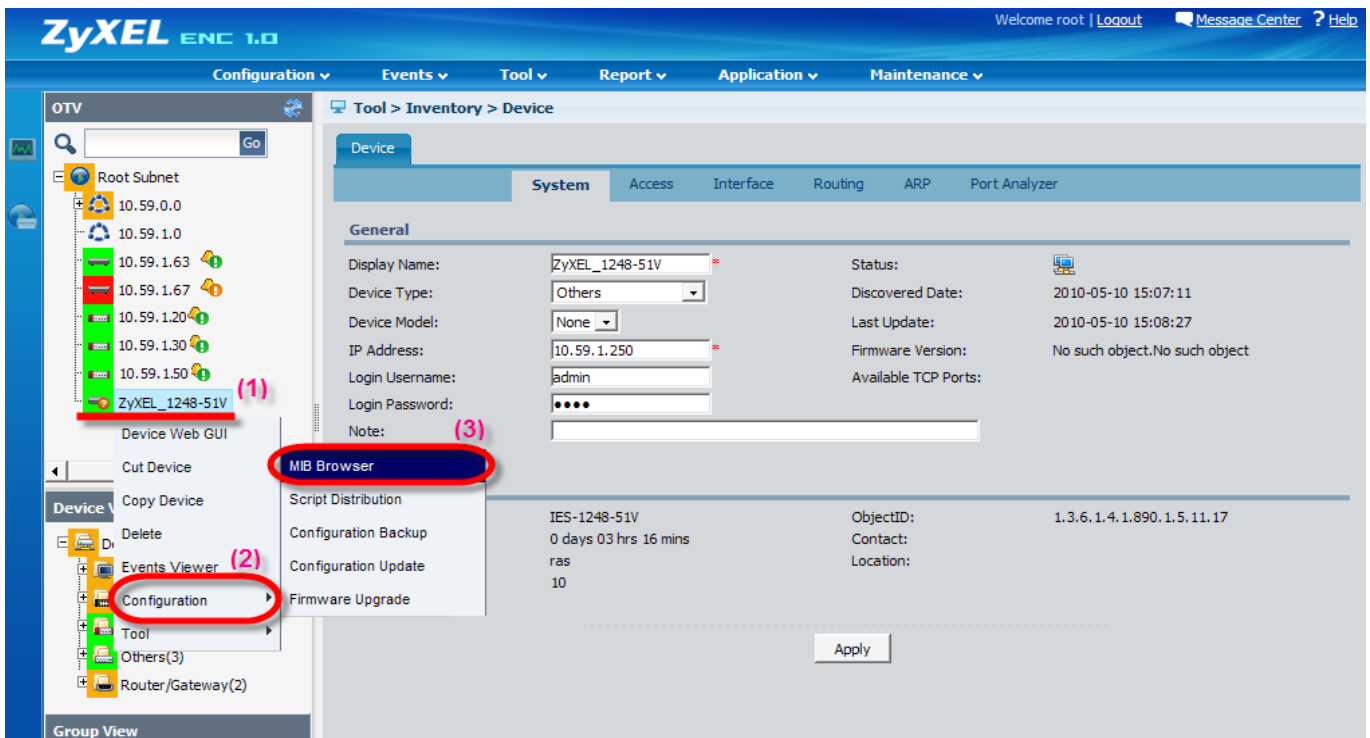 Welcome root | Logout Message Center ? Help
ZyXEL ENC 1.0
Configuration Events Tool Report Application Maintenance
OTV
Go
Root Subnet
10.59.0.0
10.59.1.0
10.59.1.63
10.59.1.67
10.59.1.20
10.59.1.30
10.59.1.50
ZyXEL_1248-51V (1)
Device Web GUI
Cut Device
Copy Device
Delete
Events Viewer (2)
Configuration
Tool
(3)
MIB Browser
Script Distribution
Configuration Backup
Configuration Update
Firmware Upgrade
Device
Others(3)
Router/Gateway(2)
Group View
Tool > Inventory > Device
Device
System Access Interface Routing ARP Port Analyzer
General
Display Name: ZyXEL_1248-51V * Status:
Device Type: Others Discovered Date: 2010-05-10 15:07:11
Device Model: None Last Update: 2010-05-10 15:08:27
IP Address: 10.59.1.250 * Firmware Version: No such object.No such object
Login Username: admin Available TCP Ports:
Login Password: ••••
Note:
IES-1248-51V ObjectID: 1.3.6.1.4.1.890.1.5.11.17
0 days 03 hrs 16 mins Contact:
ras Location:
10
Apply